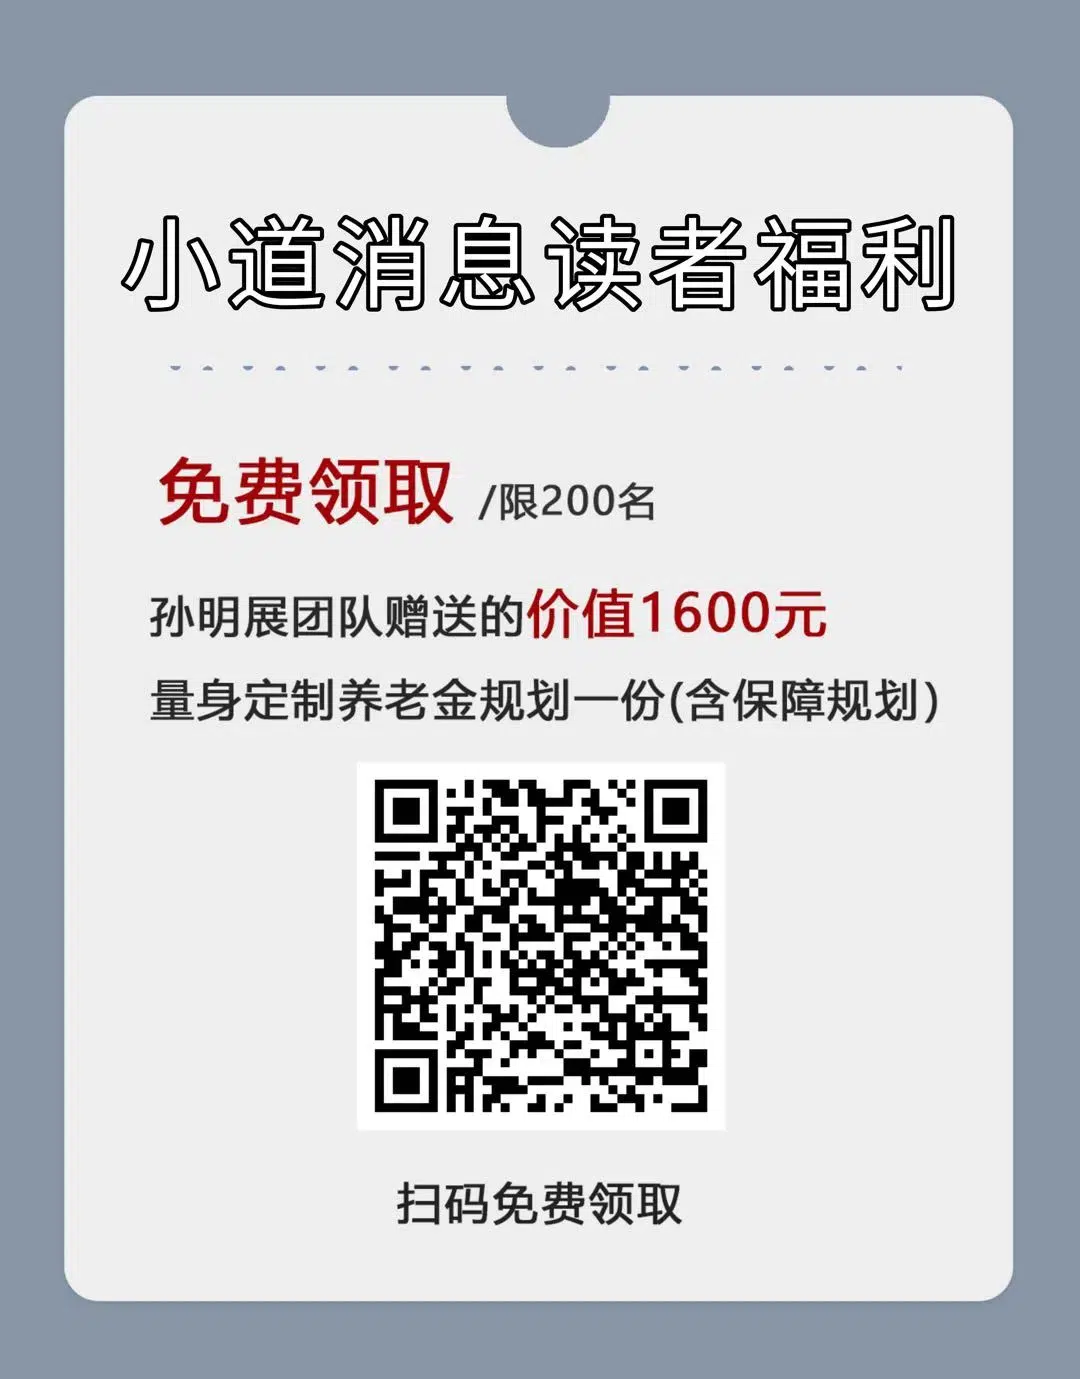 小道消息读者福利
免费领取 /限200名
孙明展团队赠送的价值1600元
量身定制养老金规划一份(含保障规划)
扫码免费领取